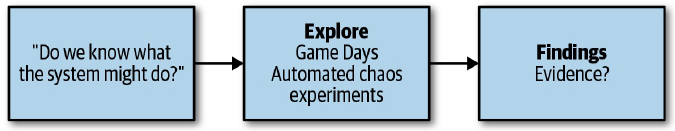 "Do we know what
the system might do?"
Explore
Game Days
Automated chaos
experiments
Findings
Evidence?